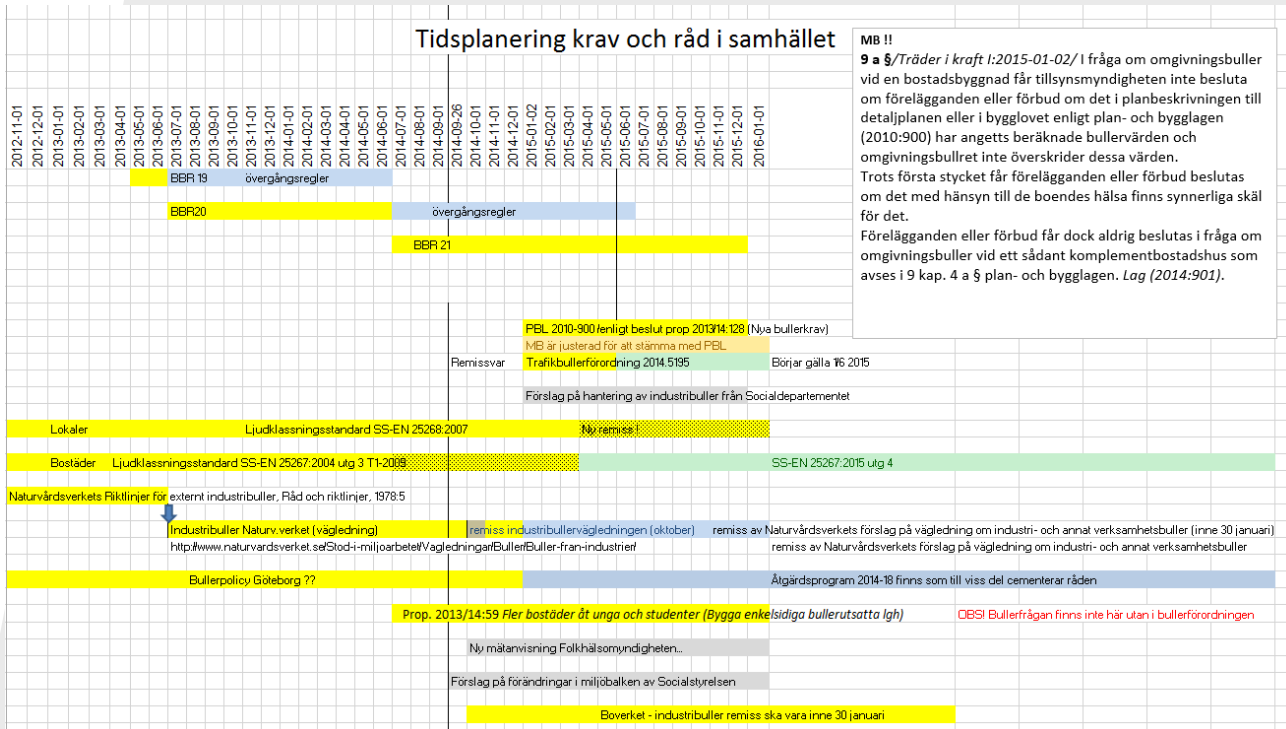 Tidsplanering krav och råd i samhället
MB !!
9 a §/Träder i kraft I:2015-01-02/ I fråga om omgivningsbuller
vid en bostadsbyggnad får tillsynsmyndigheten inte besluta
om förelägganden eller förbud om det i planbeskrivningen till
detaljplanen eller i bygglovet enligt plan- och bygglagen
(2010:900) har angetts beräknade bullervärden och
omgivningsbullret inte överskrider dessa värden.
Trots första stycket får förelägganden eller förbud beslutas
om det med hänsyn till de boendes hälsa finns synnerliga skäl
för det.
Förelägganden eller förbud får dock aldrig beslutas i fråga om
omgivningsbuller vid ett sådant komplementbostadshus som
avses i 9 kap. 4 a § plan- och bygglagen. Lag (2014:901).
2012-11-01
2012-12-01
2013-01-01
2013-02-01
2013-03-01
2013-04-01
2013-05-01
2013-06-01
2013-07-01
2013-08-01
2013-09-01
2013-10-01
2013-11-01
2013-12-01
2014-01-01
2014-02-01
2014-03-01
2014-04-01
2014-05-01
2014-06-01
2014-07-01
2014-08-01
2014-09-01
2014-09-26
2014-10-01
2014-11-01
2014-12-01
2015-01-02
2015-02-01
2015-03-01
2015-04-01
2015-05-01
2015-06-01
2015-07-01
2015-08-01
2015-09-01
2015-10-01
2015-11-01
2015-12-01
2016-01-01
BBR 19 övergångsregler
BBR20 övergångsregler
BBR 21
PBL 2010-900 /enligt beslut prop 2013/14:128 (Nya bullerkrav)
MB är justerad för att stämma med PBL
Remissvar Trafikbullerförordning 2014.5195 Börjar gälla 1/6 2015
Förslag på hantering av industribuller från Socialdepartementet
Lokaler Ljudklassningsstandard SS-EN 25268:2007 Ny remiss !
Bostäder Ljudklassningsstandard SS-EN 25267:2004 utg 3 T1-2009 SS-EN 25267:2015 utg 4
Naturvårdsverkets Riktlinjer för externt industribuller, Råd och riktlinjer, 1978:5
Industribuller Naturv.verket (vägledning) remiss industribullervägledningen (oktober) remiss av Naturvårdsverkets förslag på vägledning om industri- och annat verksamhetsbuller (inne 30 januari)
http://www.naturvardsverket.se/Stod-i-miljoarbetet/Vagledningar/Buller/Buller-fran-industrier/ remiss av Naturvårdsverkets förslag på vägledning om industri- och annat verksamhetsbuller
Bullerpolicy Göteborg ?? Åtgärdsprogram 2014-18 finns som till viss del cementerar råden
Prop. 2013/14:59 Fler bostäder åt unga och studenter (Bygga enkelsidiga bullerutsatta lgh) OBS! Bullerfrågan finns inte här utan i bullerförordningen
Ny mätanvisning Folkhälsomyndigheten...
Förslag på förändringar i miljöbalken av Socialstyrelsen
Boverket - industribuller remiss ska vara inne 30 januari